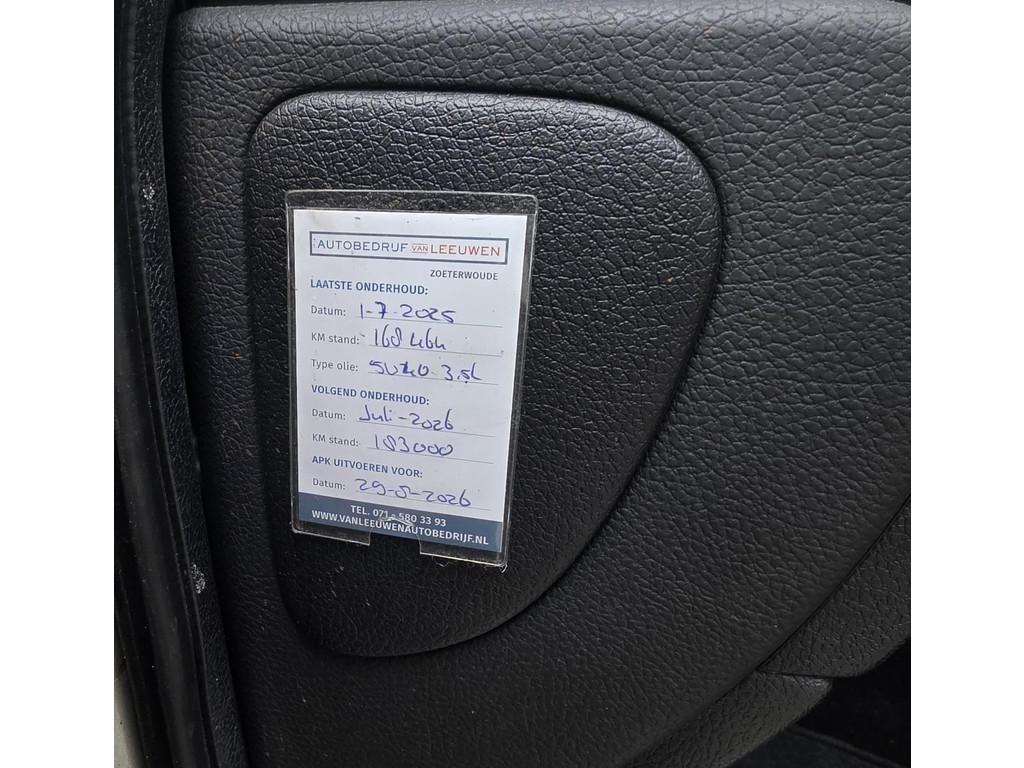 AUTOBEDRIJF VAN LEEUWEN
ZOETERWOUDE
LAATSTE ONDERHOUD:
Datum: 1-7-2025
KM stand: 168464
Type olie: 5W40 3.5L
VOLGEND ONDERHOUD:
Datum: Juli-2026
KM stand: 183000
APK UITVOEREN VOOR:
Datum: 29-8-2026
TEL. 071 - 580 33 93
WWW.VANLEEUWENAUTOBEDRIJF.NL